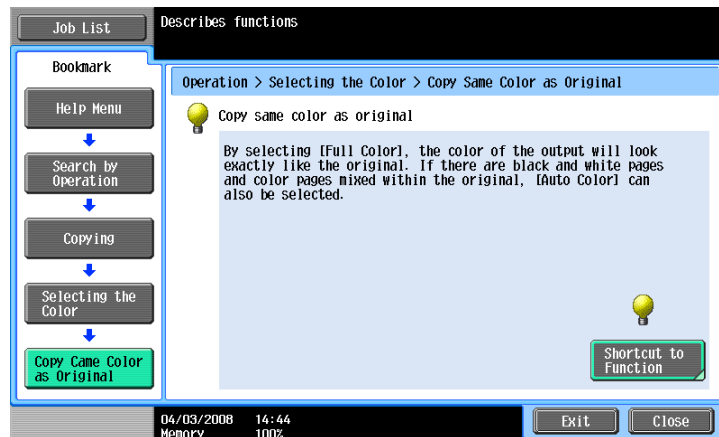 Job List
Describes functions
Bookmark
Operation > Selecting the Color > Copy Same Color as Original
Help Menu
Copy same color as original
By selecting [Full Color], the color of the output will look
exactly like the original. If there are black and white pages
and color pages mixed within the original, [Auto Color] can
also be selected.
Search by
Operation
Copying
Selecting the
Color
Copy Came Color
as Original
Shortcut to
Function
04/03/2008 14:44
Memory 100%
Exit
Close